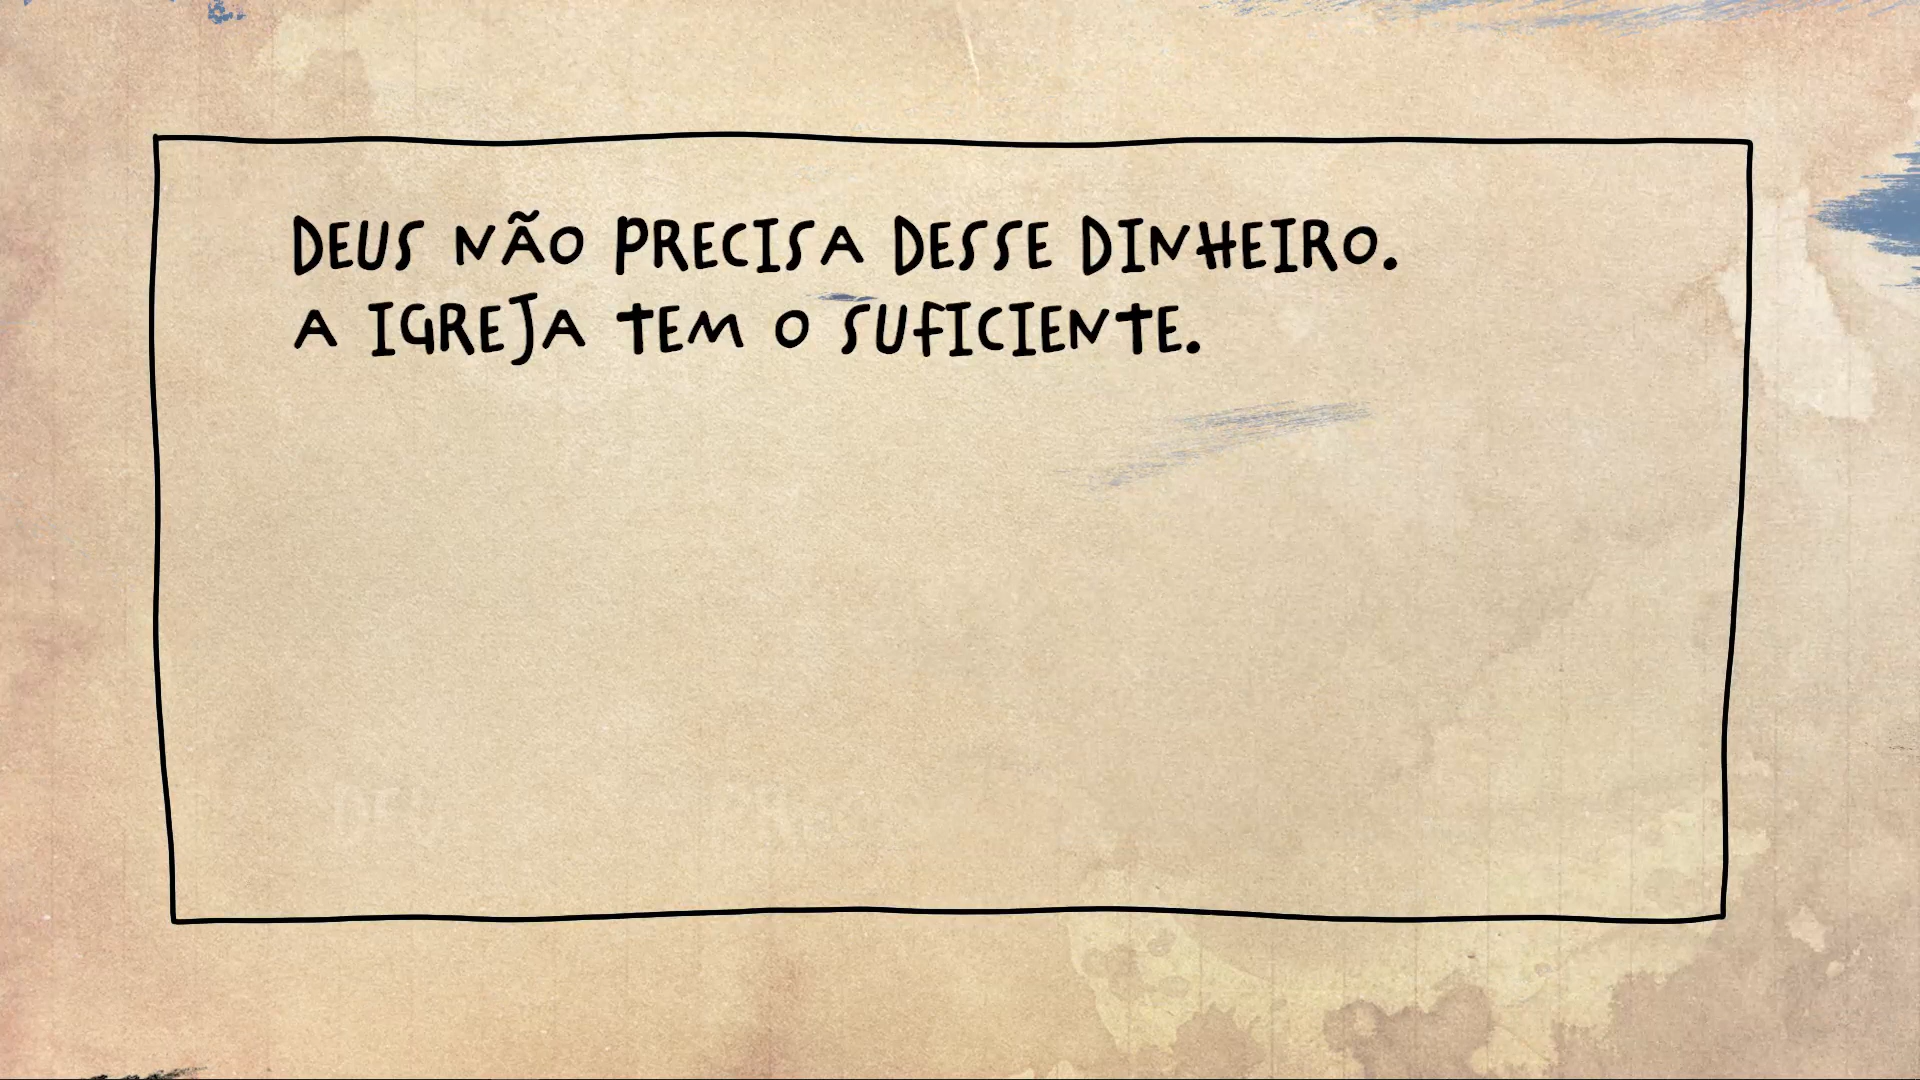 DEUS NÃO PRECISA DESSE DINHEIRO.
A IGREJA TEM O SUFICIENTE.